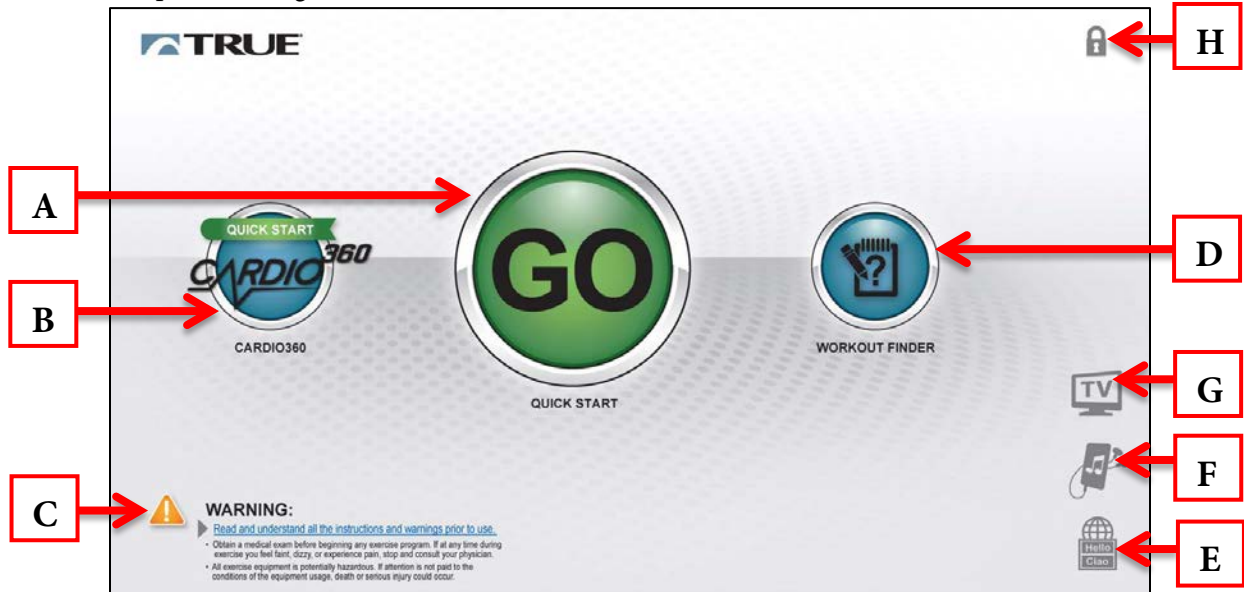 TRUE
H
A
QUICK START
CARDIO360
GO
?
D
B
CARDIO360
WORKOUT FINDER
QUICK START
TV
G
F
C
WARNING:
Read and understand all the instructions and warnings prior to use.
• Obtain a medical exam before beginning any exercise program. If at any time during
exercise you feel faint, dizzy, or experience pain, stop and consult your physician.
• All exercise equipment is potentially hazardous. If attention is not paid to the
conditions of the equipment usage, death or serious injury could occur.
Hello
Ciao
E